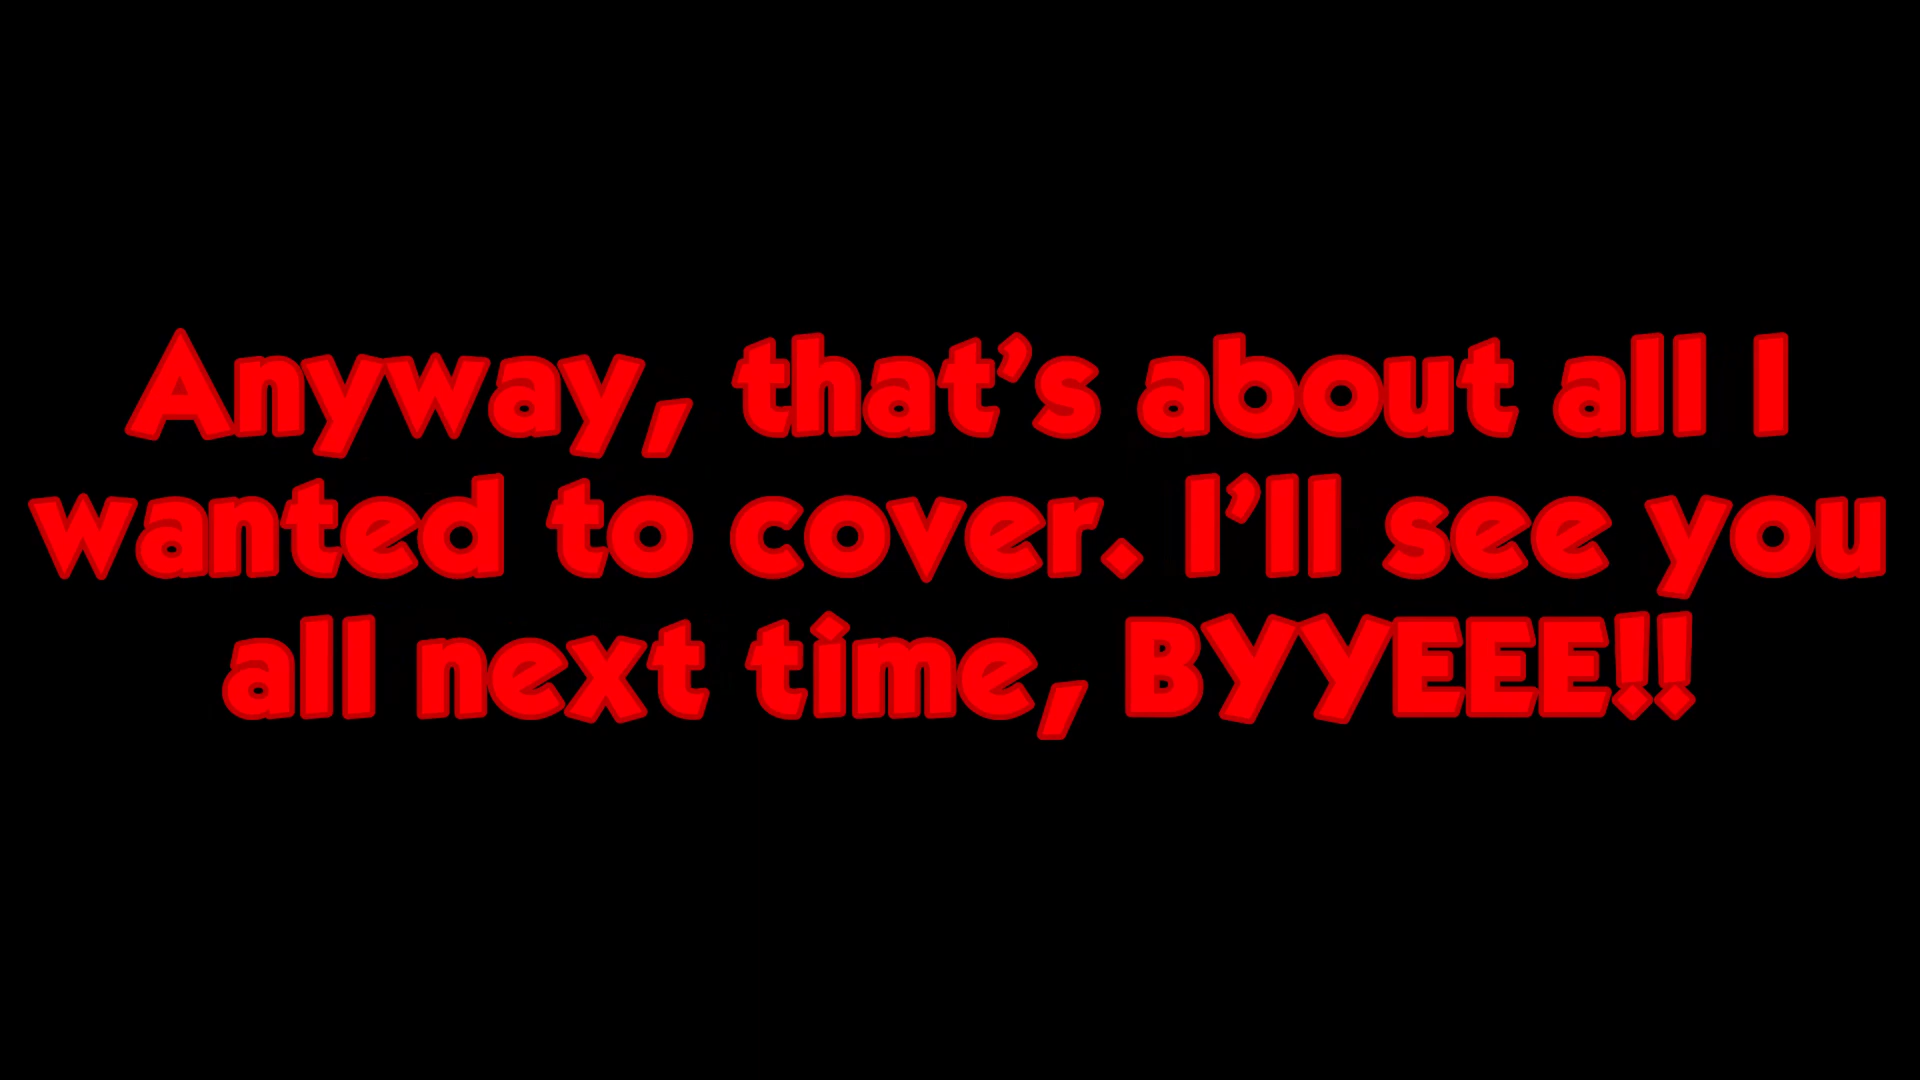 Anyway, that's about all I
wanted to cover. I'll see you
all next time, BYYEEE!!